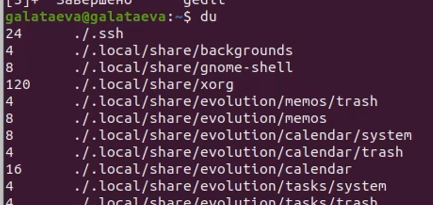 [3]+  Завершено      gedit
galataeva@galataeva:~$ du
24      ./.ssh
4       ./.local/share/backgrounds
8       ./.local/share/gnome-shell
120     ./.local/share/xorg
4       ./.local/share/evolution/memos/trash
8       ./.local/share/evolution/memos
8       ./.local/share/evolution/calendar/system
4       ./.local/share/evolution/calendar/trash
16      ./.local/share/evolution/calendar
4       ./.local/share/evolution/tasks/system
4       ./.local/share/evolution/tasks/trash